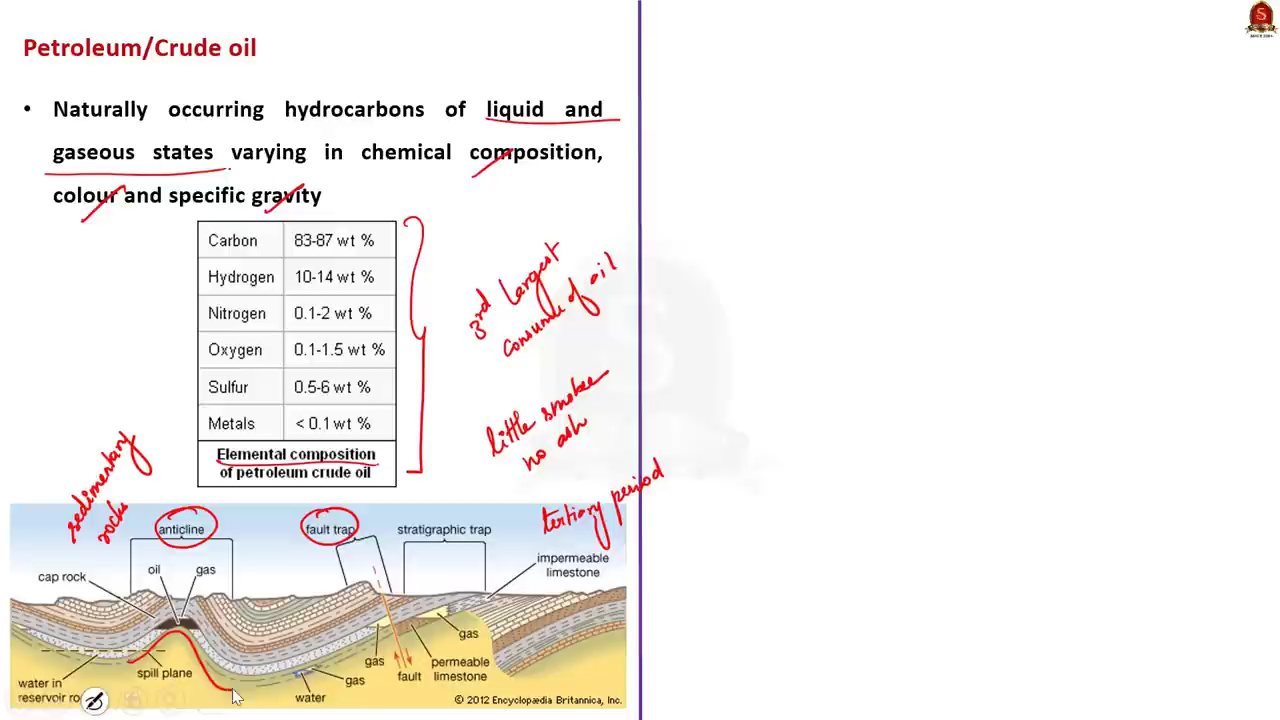 Petroleum/Crude oil
• Naturally occurring hydrocarbons of liquid and
gaseous states varying in chemical composition,
colour and specific gravity
Carbon 83-87 wt %
Hydrogen 10-14 wt %
Nitrogen 0.1-2 wt %
Oxygen 0.1-1.5 wt %
Sulfur 0.5-6 wt %
Metals < 0.1 wt %
Elemental composition
of petroleum crude oil
3rd largest
consume of oil
little smoke
no ash
tertiary period
sedimentary
rocks
anticline
fault trap
stratigraphic trap
impermeable
limestone
cap rock
oil
gas
gas
gas
permeable
limestone
fault
gas
water
spill plane
water in
reservoir ro
© 2012 Encyclopædia Britannica, Inc.
S